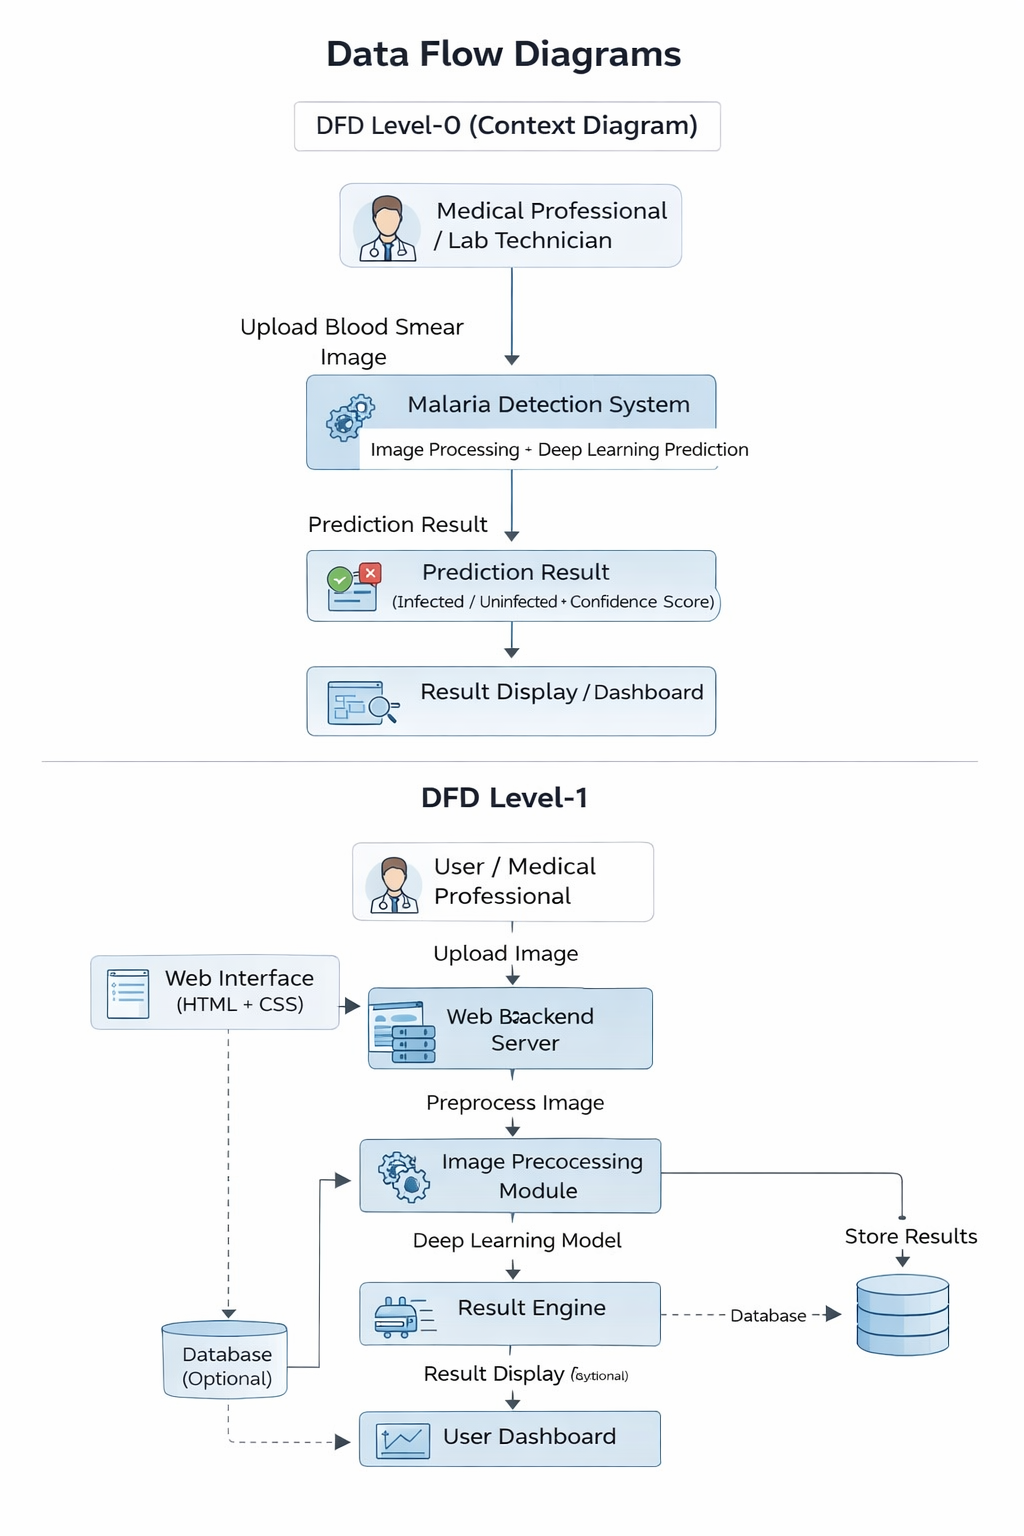 Data Flow Diagrams
DFD Level-0 (Context Diagram)
Medical Professional
/ Lab Technician
Upload Blood Smear
Image
Malaria Detection System
Image Processing + Deep Learning Prediction
Prediction Result
Prediction Result
(Infected / Uninfected + Confidence Score)
Result Display / Dashboard
DFD Level-1
User / Medical
Professional
Upload Image
Web Interface
(HTML + CSS)
Web Backend
Server
Preprocess Image
Image Precocessing
Module
Deep Learning Model
Store Results
Result Engine
Database
Database
(Optional)
Result Display
User Dashboard